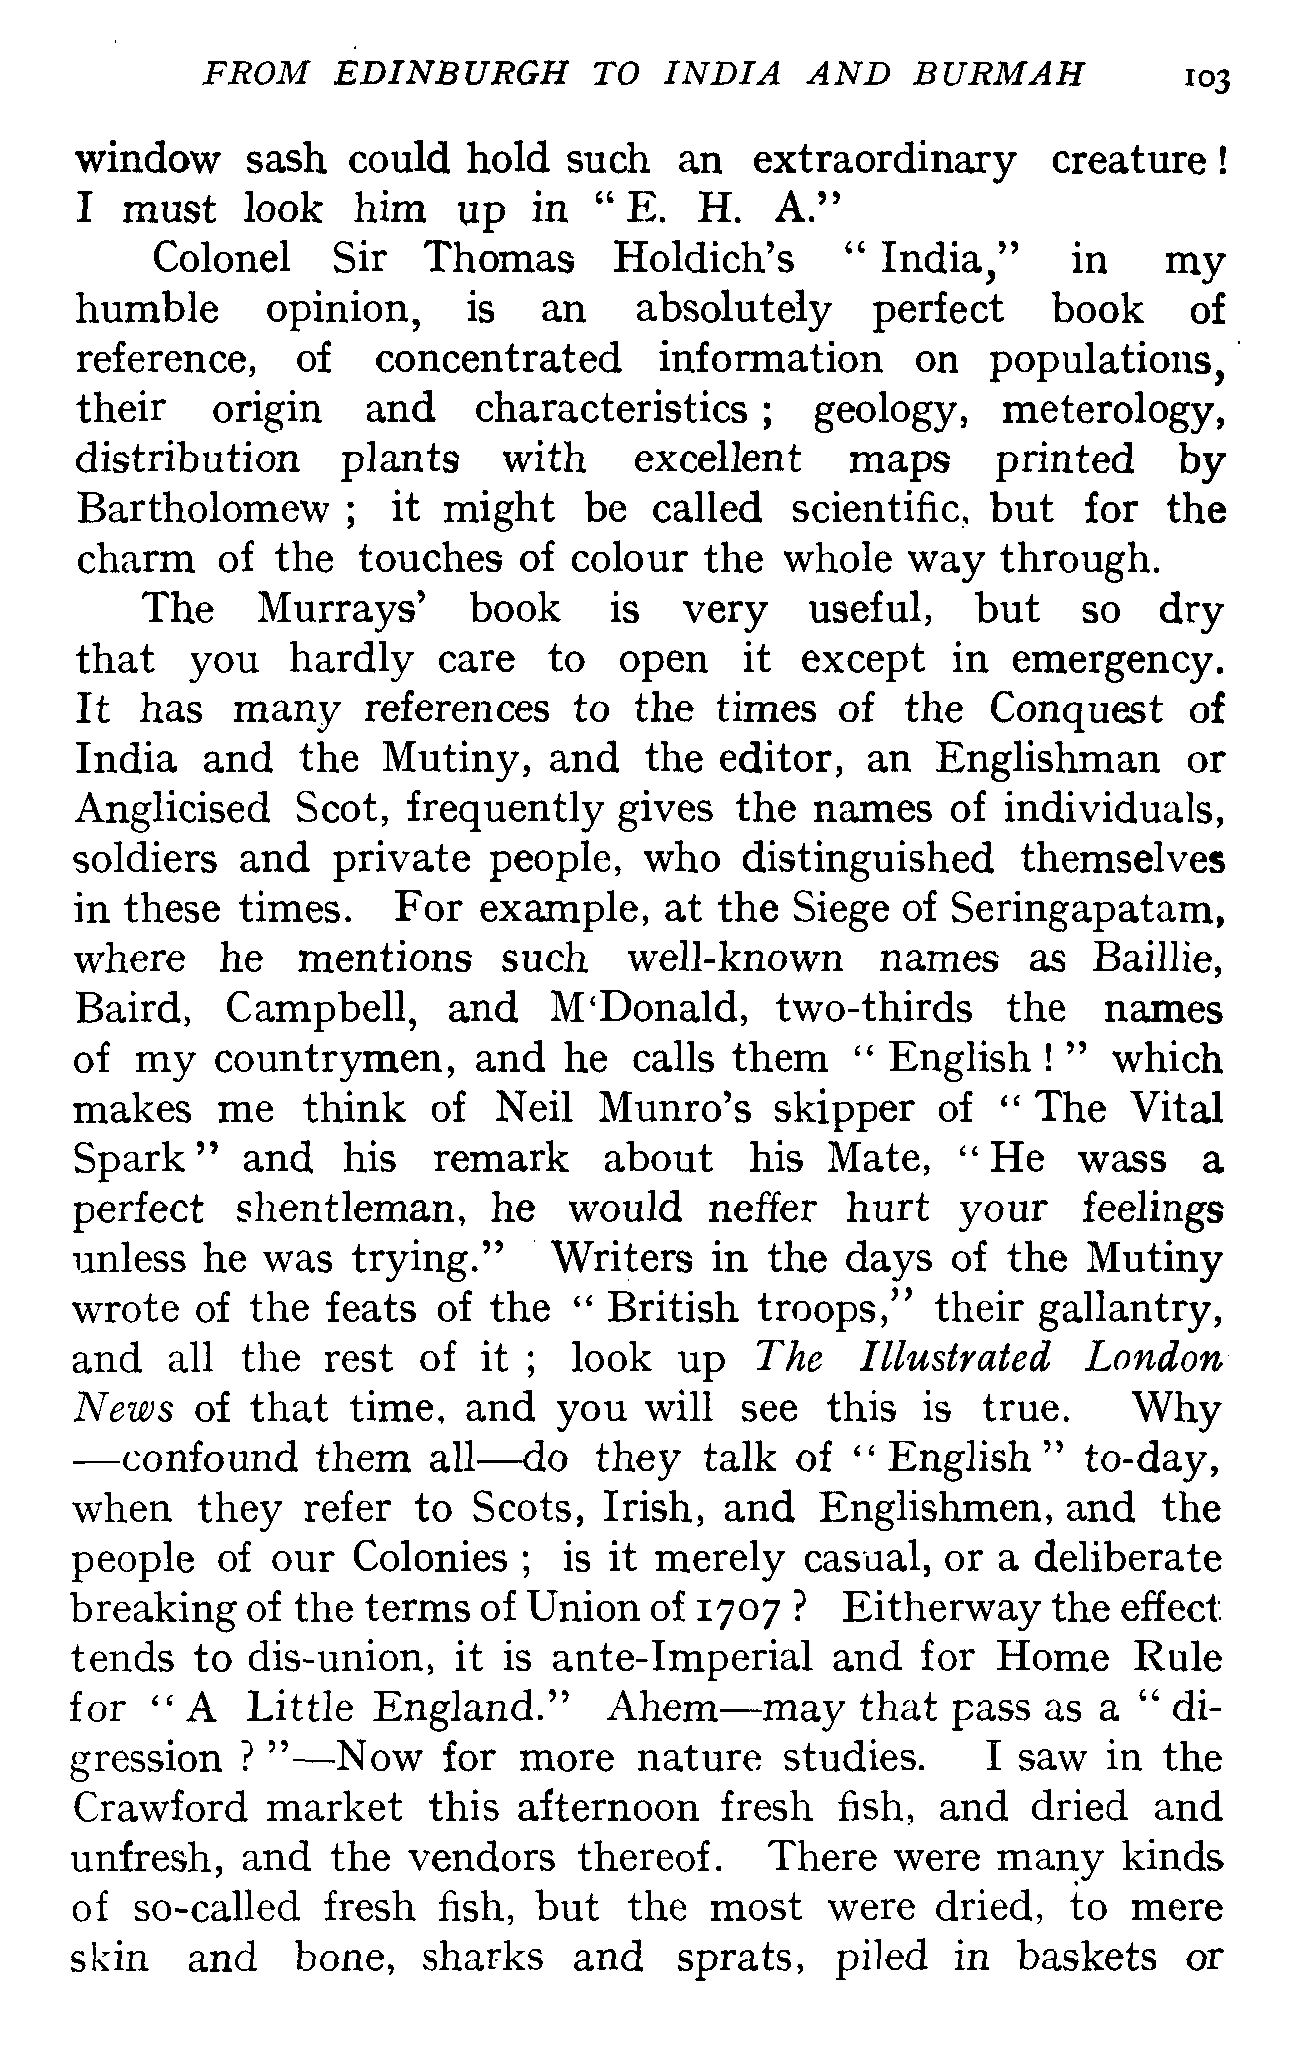 FROM EDINBURGH TO INDIA AND BURMAH 103
window sash could hold such an extraordinary creature !
I must look him up in “ E. H. A.”
Colonel Sir Thomas Holdich’s “ India,” in my
humble opinion, is an absolutely perfect book of
reference, of concentrated information on populations,
their origin and characteristics ; geology, meterology,
distribution plants with excellent maps printed by
Bartholomew ; it might be called scientific, but for the
charm of the touches of colour the whole way through.
The Murrays’ book is very useful, but so dry
that you hardly care to open it except in emergency.
It has many references to the times of the Conquest of
India and the Mutiny, and the editor, an Englishman or
Anglicised Scot, frequently gives the names of individuals,
soldiers and private people, who distinguished themselves
in these times. For example, at the Siege of Seringapatam,
where he mentions such well-known names as Baillie,
Baird, Campbell, and M‘Donald, two-thirds the names
of my countrymen, and he calls them “ English ! ” which
makes me think of Neil Munro’s skipper of “ The Vital
Spark ” and his remark about his Mate, “ He wass a
perfect shentleman, he would neffer hurt your feelings
unless he was trying.” Writers in the days of the Mutiny
wrote of the feats of the “ British troops,” their gallantry,
and all the rest of it ; look up The Illustrated London
News of that time, and you will see this is true. Why
—confound them all—do they talk of “ English ” to-day,
when they refer to Scots, Irish, and Englishmen, and the
people of our Colonies ; is it merely casual, or a deliberate
breaking of the terms of Union of 1707 ? Eitherway the effect
tends to dis-union, it is ante-Imperial and for Home Rule
for “ A Little England.” Ahem—may that pass as a “ di-
gression ? ”—Now for more nature studies. I saw in the
Crawford market this afternoon fresh fish, and dried and
unfresh, and the vendors thereof. There were many kinds
of so-called fresh fish, but the most were dried, to mere
skin and bone, sharks and sprats, piled in baskets or